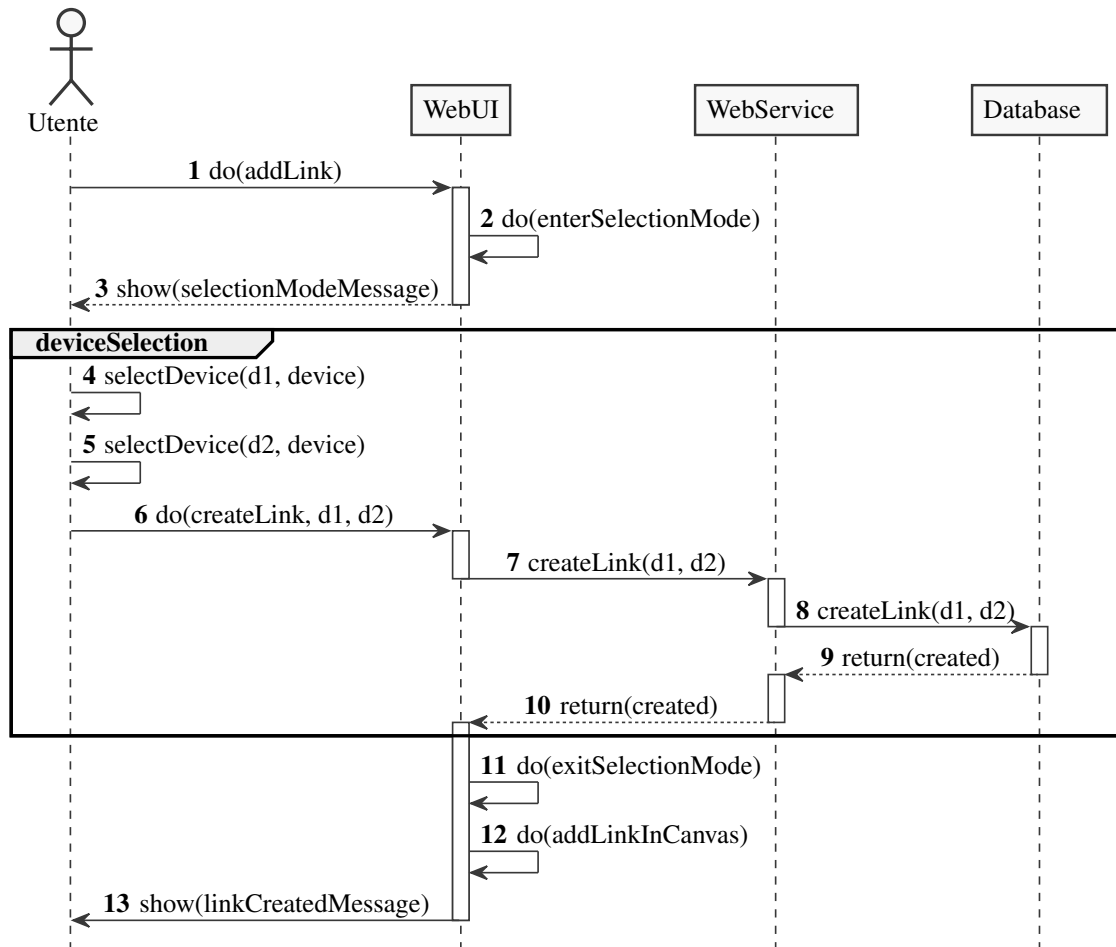 Utente
WebUI
WebService
Database
1 do(addLink)
2 do(enterSelectionMode)
3 show(selectionModeMessage)
deviceSelection
4 selectDevice(d1, device)
5 selectDevice(d2, device)
6 do(createLink, d1, d2)
7 createLink(d1, d2)
8 createLink(d1, d2)
9 return(created)
10 return(created)
11 do(exitSelectionMode)
12 do(addLinkInCanvas)
13 show(linkCreatedMessage)